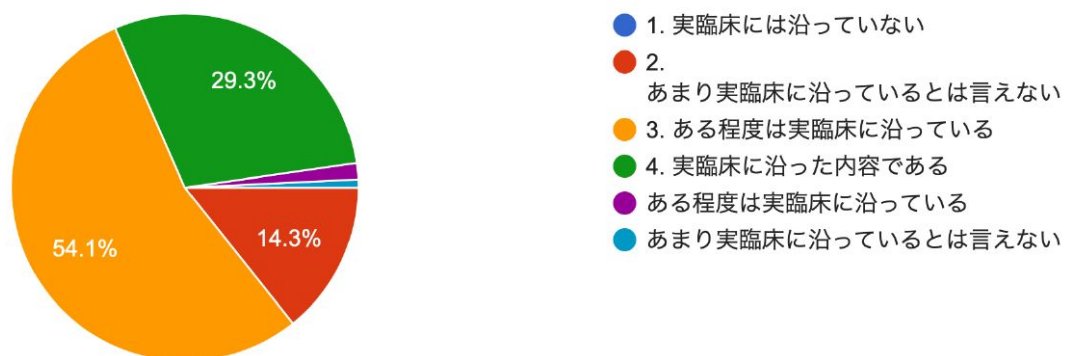 29.3%
54.1%
14.3%
1. 実臨床には沿っていない
2.
あまり実臨床に沿っているとは言えない
3. ある程度は実臨床に沿っている
4. 実臨床に沿った内容である
ある程度は実臨床に沿っている
あまり実臨床に沿っているとは言えない